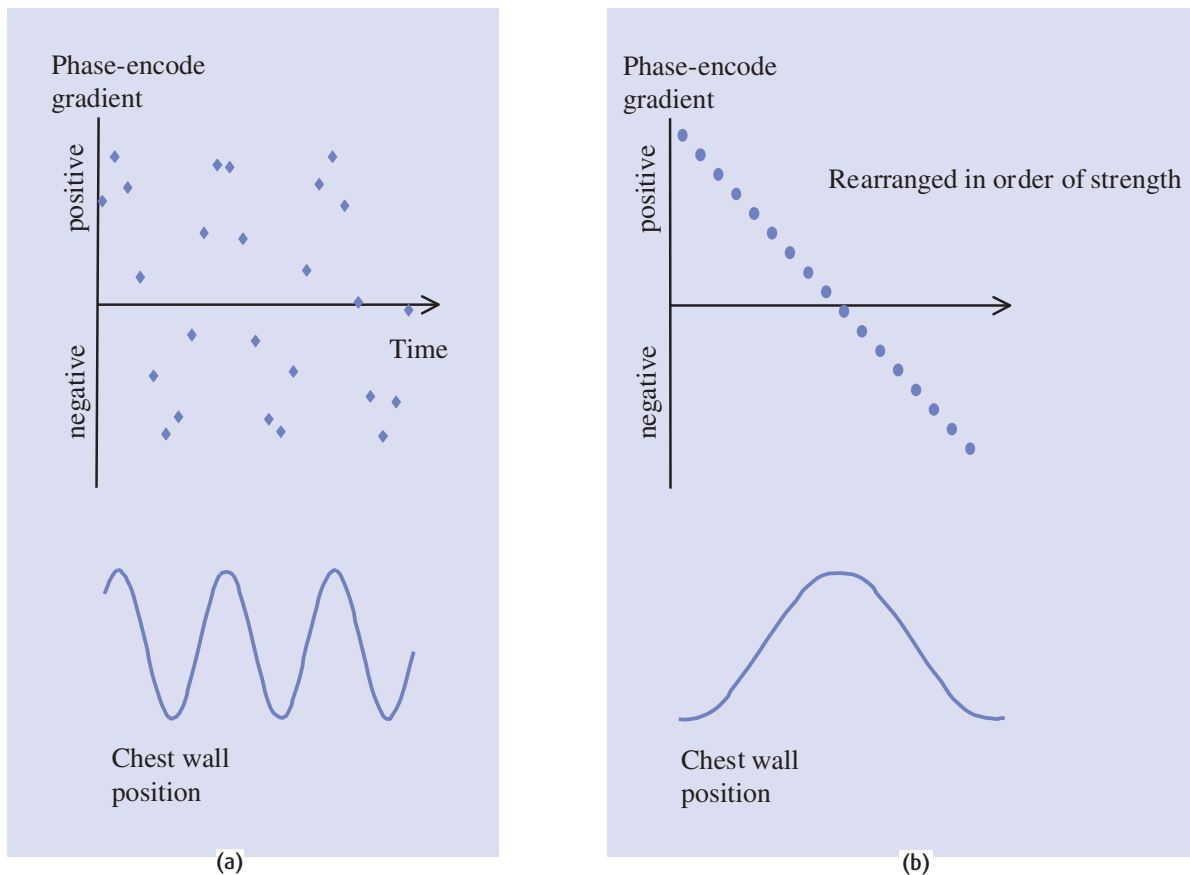 Phase-encode
gradient
positive
negative
Time
Chest wall
position
(a)
Phase-encode
gradient
positive
negative
Rearranged in order of strength
Chest wall
position
(b)